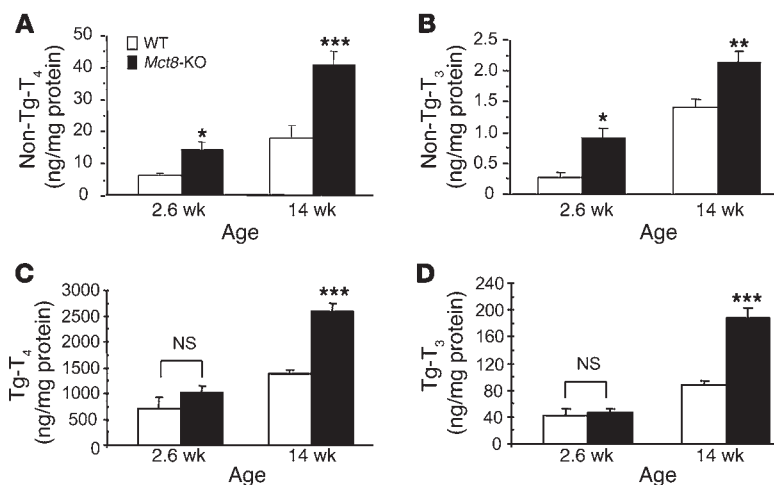 A
Non-Tg-T4
(ng/mg protein)
50
40
30
20
10
0
WT
Mct8-KO
*
***
2.6 wk
14 wk
Age
B
Non-Tg-T3
(ng/mg protein)
2.5
2.0
1.5
1.0
0.5
0
*
**
2.6 wk
14 wk
Age
C
Tg-T4
(ng/mg protein)
3000
2500
2000
1500
1000
500
0
NS
***
2.6 wk
14 wk
Age
D
Tg-T3
(ng/mg protein)
240
200
160
120
80
40
0
NS
***
2.6 wk
14 wk
Age